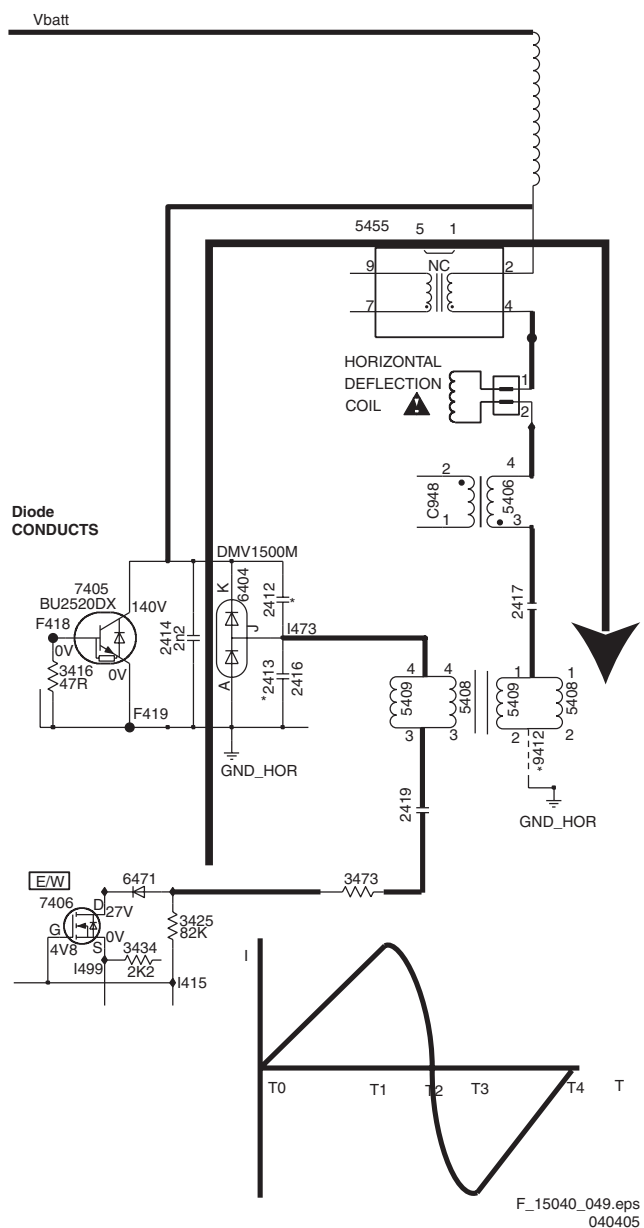 Vbatt
5455 5 1
9 NC 2
7 4
HORIZONTAL
DEFLECTION
COIL
1
2
2 4
C948 5406
1 3
Diode
CONDUCTS
DMV1500M
7405
BU2520DX
140V
F418
0V
0V
3416
47R
F419
2414
2n2
K
6404
J
A
2412
*
I473
*2413
2416
GND_HOR
2417
4 4
5409 5408
3 3
1 1
5409 5408
2 2
*9412
GND_HOR
2419
E/W
6471
3473
7406
D
27V
G
4V8
0V
S
3425
82K
3434
2K2
I499
I415
I
T0 T1 T2 T3 T4 T
F_15040_049.eps
040405